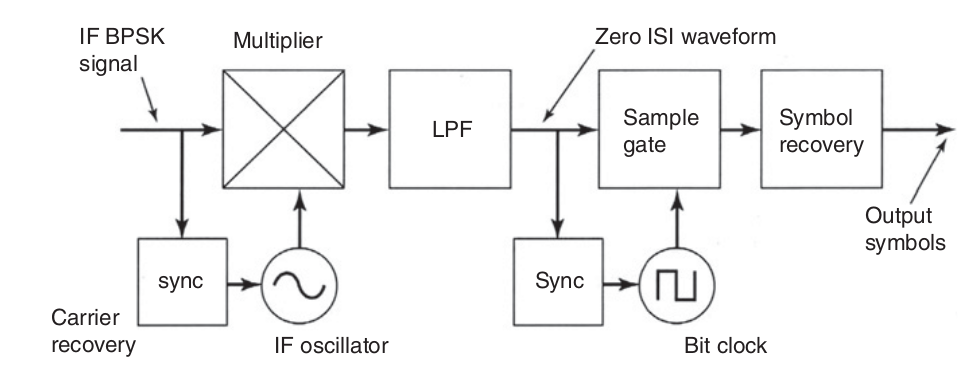 IF BPSK
signal
Multiplier
Zero ISI waveform
LPF
Sample
gate
Symbol
recovery
Output
symbols
sync
Sync
Carrier
recovery
IF oscillator
Bit clock